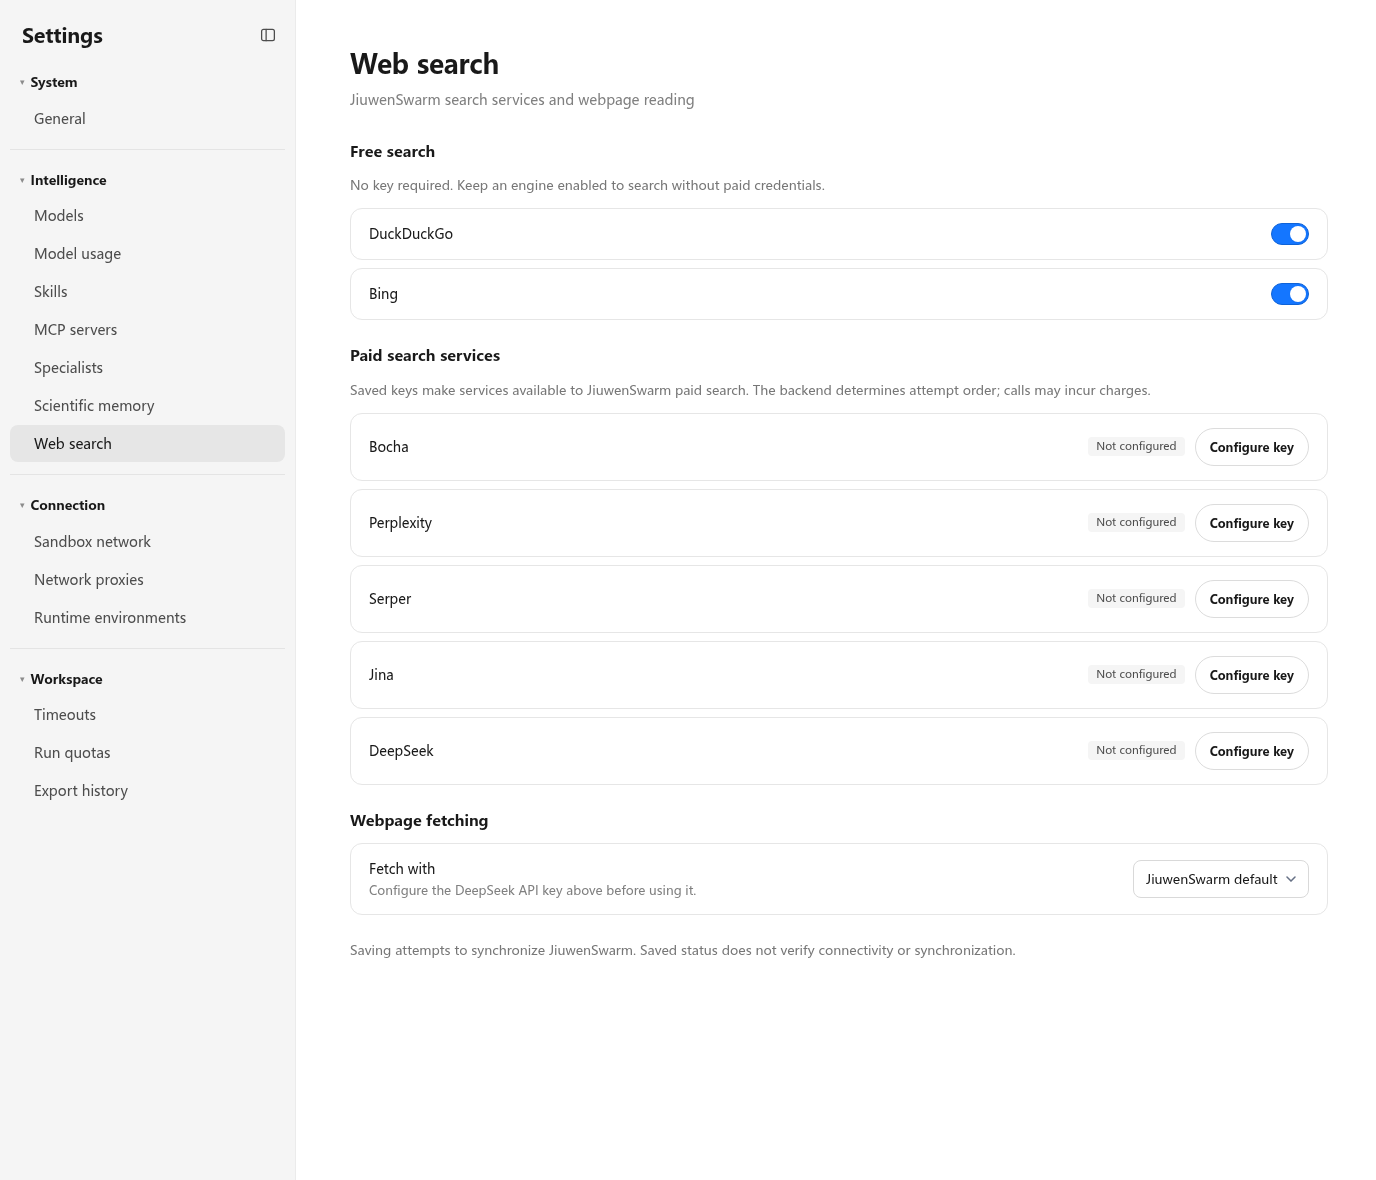 Settings
System
General
Intelligence
Models
Model usage
Skills
MCP servers
Specialists
Scientific memory
Web search
Connection
Sandbox network
Network proxies
Runtime environments
Workspace
Timeouts
Run quotas
Export history
Web search
JiuwenSwarm search services and webpage reading
Free search
No key required. Keep an engine enabled to search without paid credentials.
DuckDuckGo
Bing
Paid search services
Saved keys make services available to JiuwenSwarm paid search. The backend determines attempt order; calls may incur charges.
Bocha Not configured Configure key
Perplexity Not configured Configure key
Serper Not configured Configure key
Jina Not configured Configure key
DeepSeek Not configured Configure key
Webpage fetching
Fetch with
Configure the DeepSeek API key above before using it.
JiuwenSwarm default
Saving attempts to synchronize JiuwenSwarm. Saved status does not verify connectivity or synchronization.